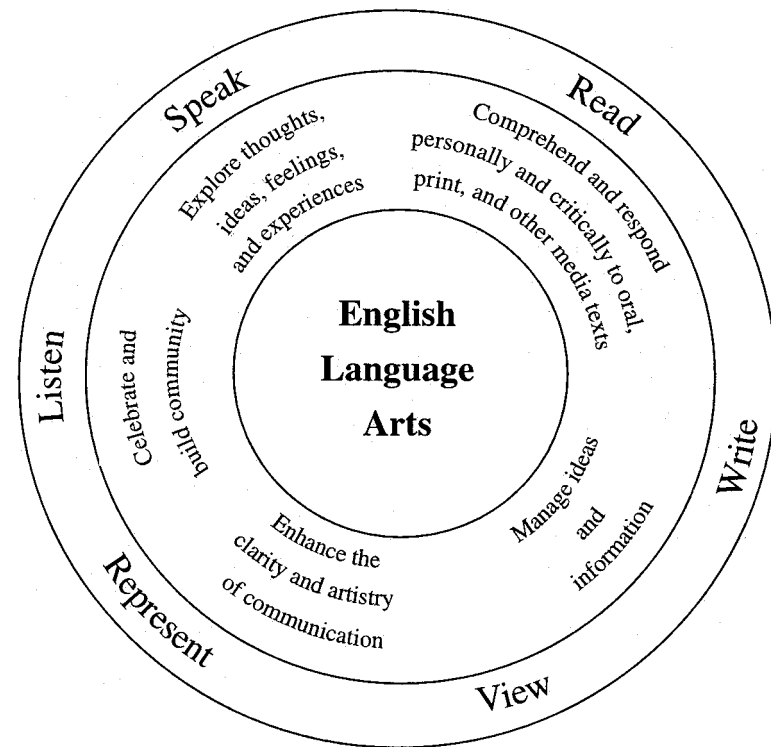 Speak
Read
Write
View
Represent
Listen
Explore thoughts,
ideas, feelings,
and experiences
Comprehend and respond
personally and critically to oral,
print, and other media texts
Manage ideas
and
information
Enhance the
clarity and artistry
of communication
Celebrate and
build community
English
Language
Arts